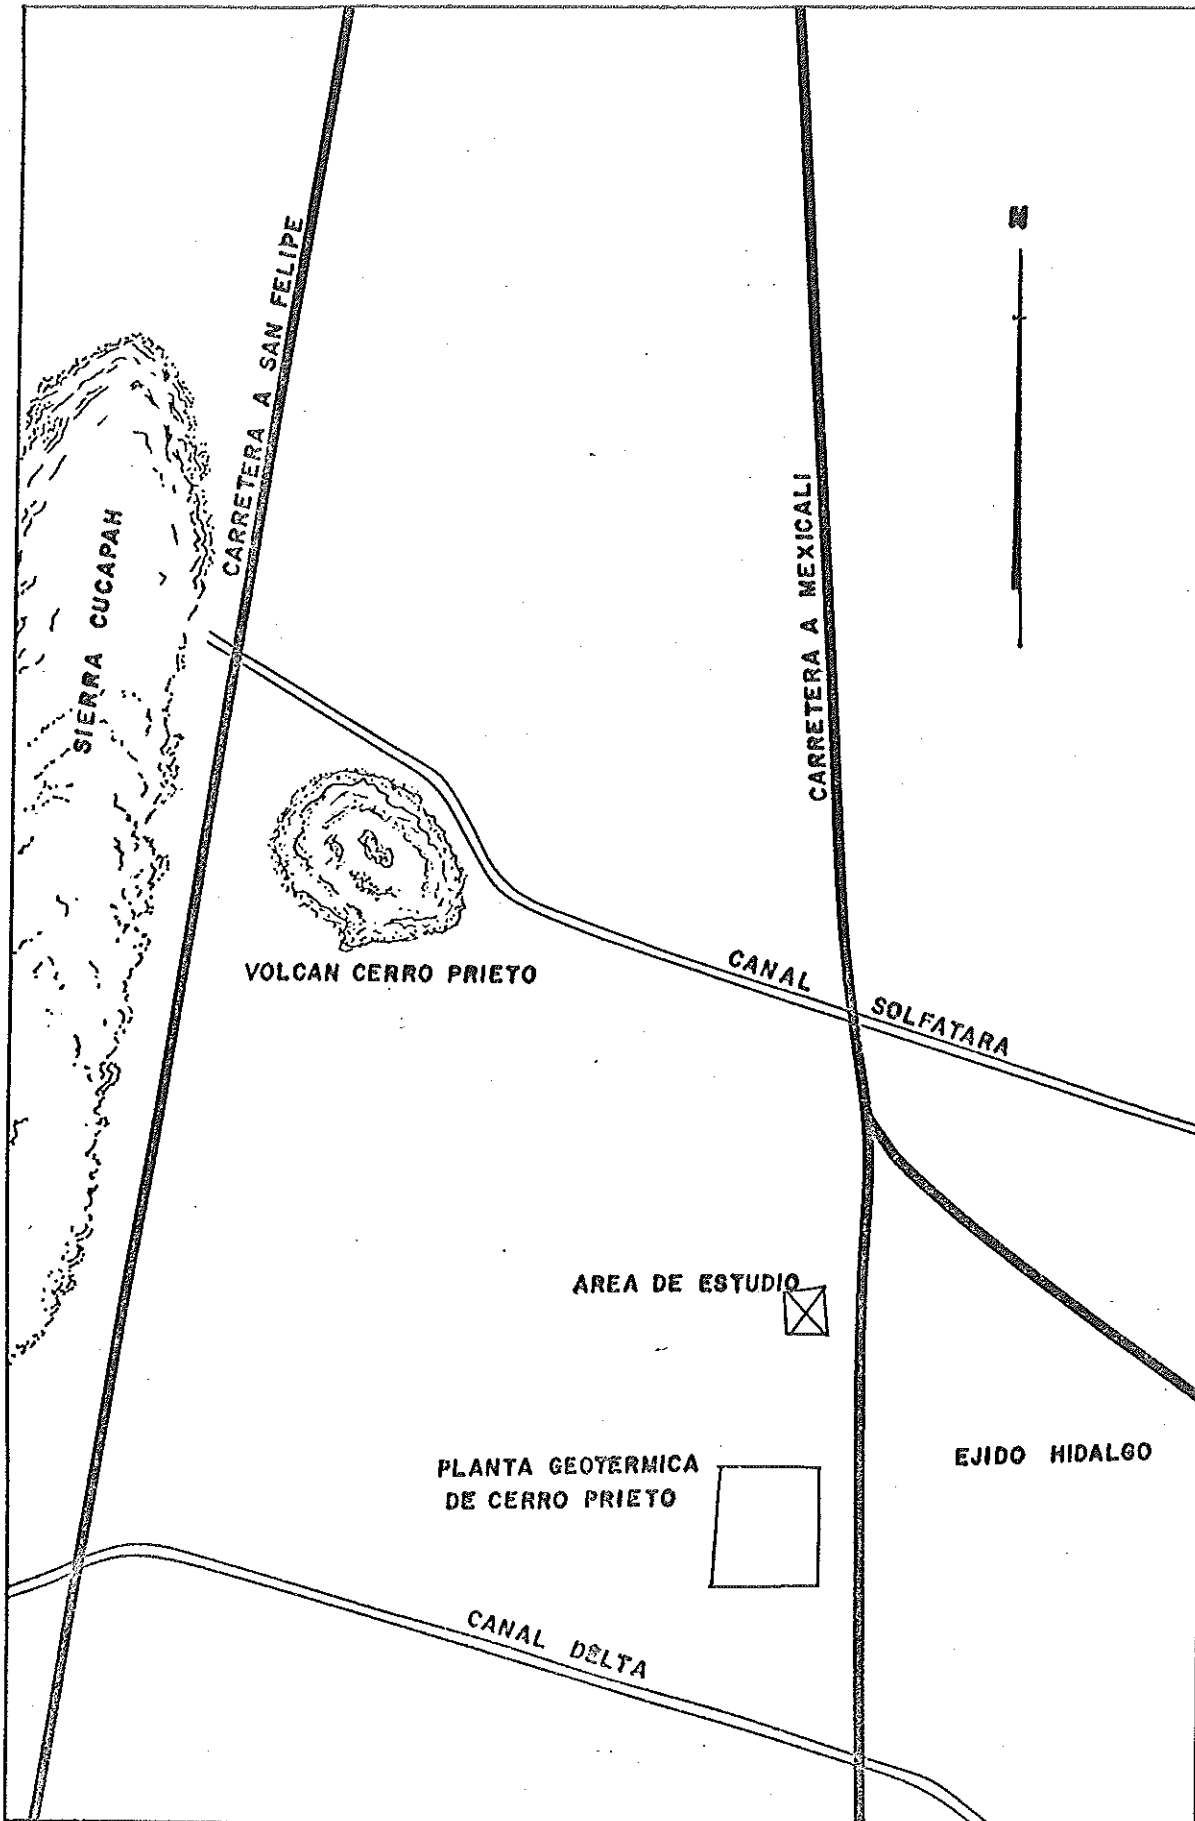 N
CARRETERA A SAN FELIPE
SIERRA CUCAPAH
CARRETERA A MEXICALI
VOLCAN CERRO PRIETO
CANAL SOLFATARA
AREA DE ESTUDIO
PLANTA GEOTERMICA
DE CERRO PRIETO
EJIDO HIDALGO
CANAL DELTA